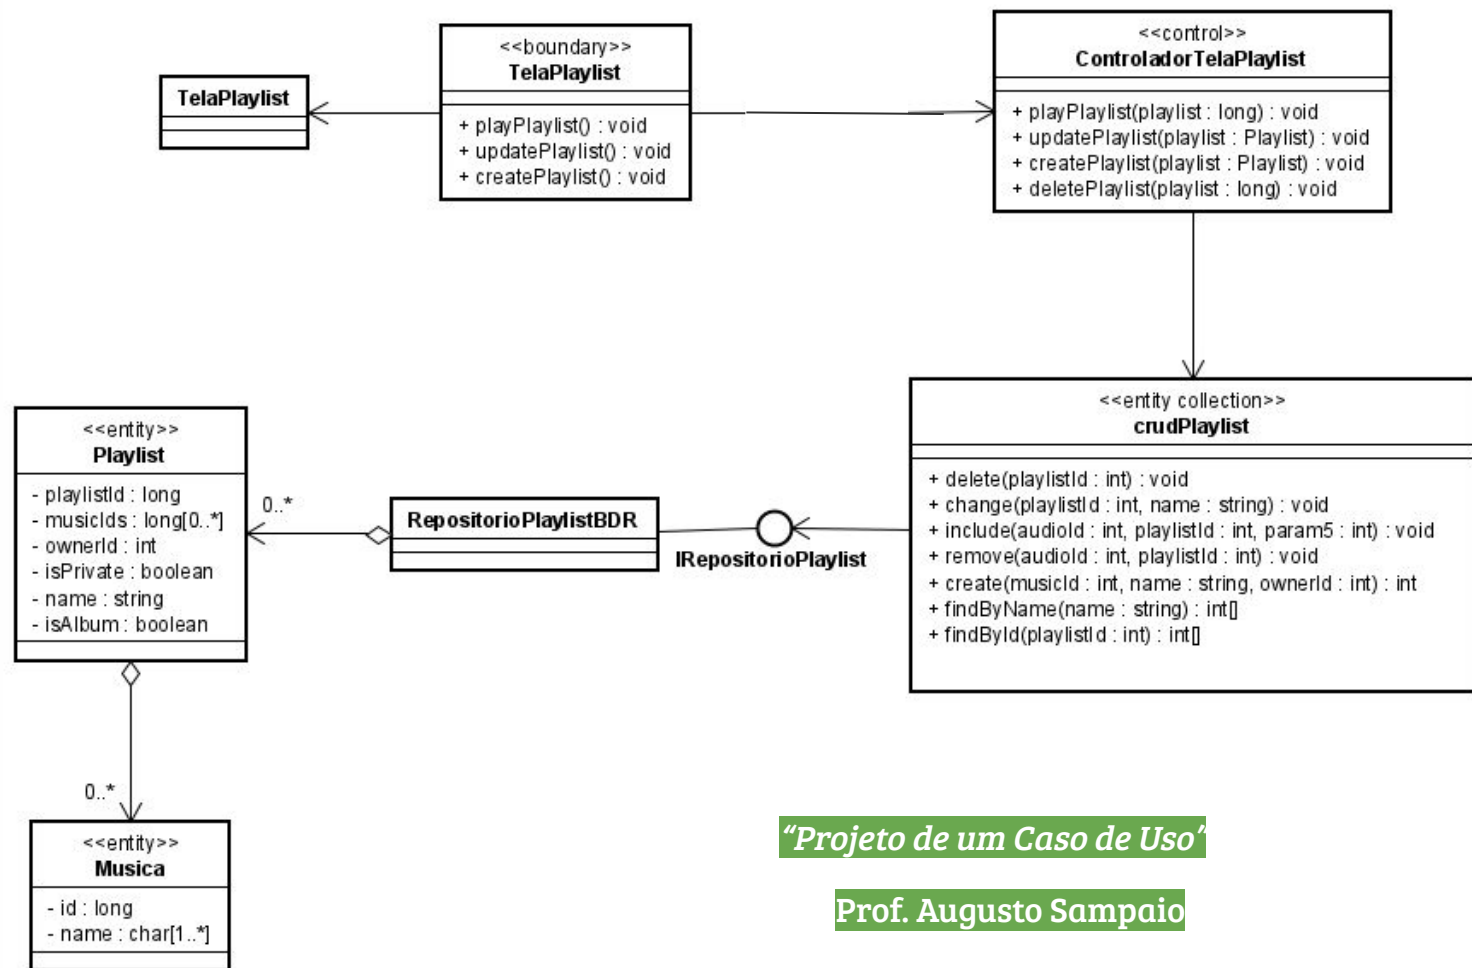 TelaPlaylist
<<boundary>>
TelaPlaylist
+ playPlaylist() : void
+ updatePlaylist() : void
+ createPlaylist() : void
<<control>>
ControladorTelaPlaylist
+ playPlaylist(playlist : long) : void
+ updatePlaylist(playlist : Playlist) : void
+ createPlaylist(playlist : Playlist) : void
+ deletePlaylist(playlist : long) : void
<<entity>>
Playlist
- playlistId : long
- musicIds : long[0..*]
- ownerId : int
- isPrivate : boolean
- name : string
- isAlbum : boolean
0..*
RepositorioPlaylistBDR
IRepositorioPlaylist
<<entity collection>>
crudPlaylist
+ delete(playlistId : int) : void
+ change(playlistId : int, name : string) : void
+ include(audioId : int, playlistId : int, param5 : int) : void
+ remove(audioId : int, playlistId : int) : void
+ create(musicId : int, name : string, ownerId : int) : int
+ findByName(name : string) : int[]
+ findById(playlistId : int) : int[]
0..*
<<entity>>
Musica
- id : long
- name : char[1..*]
“Projeto de um Caso de Uso”
Prof. Augusto Sampaio